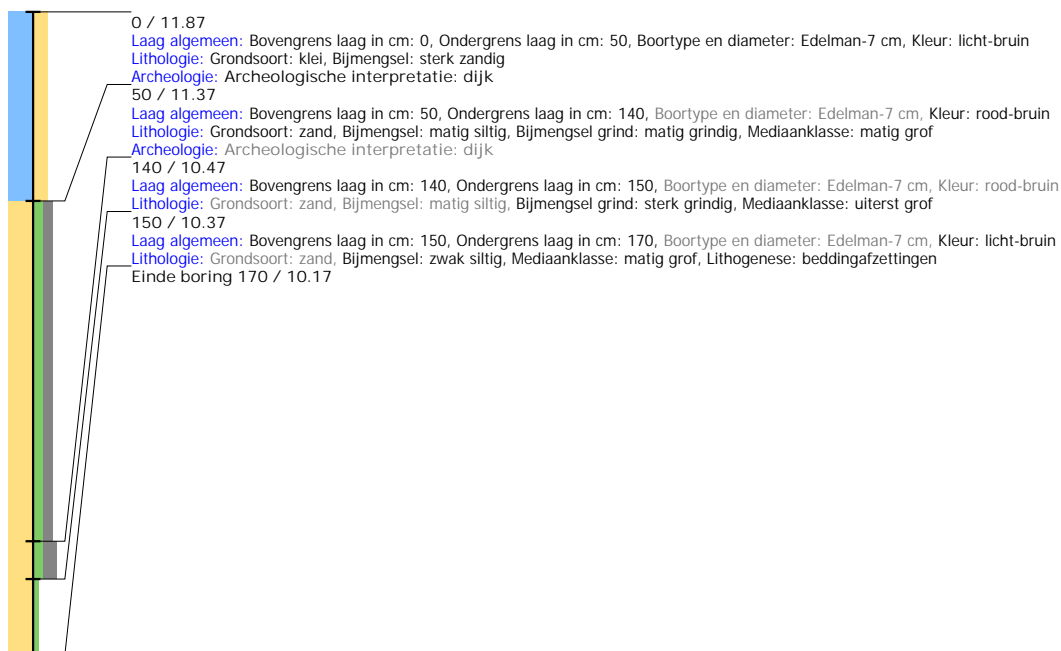 0 / 11.87
Laag algemeen: Bovengrens laag in cm: 0, Ondergrens laag in cm: 50, Boortype en diameter: Edelman-7 cm, Kleur: licht-bruin
Lithologie: Grondsoort: klei, Bijmengsel: sterk zandig
Archeologie: Archeologische interpretatie: dijk
50 / 11.37
Laag algemeen: Bovengrens laag in cm: 50, Ondergrens laag in cm: 140, Boortype en diameter: Edelman-7 cm, Kleur: rood-bruin
Lithologie: Grondsoort: zand, Bijmengsel: matig siltig, Bijmengsel grind: matig grindig, Mediaanklasse: matig grof
Archeologie: Archeologische interpretatie: dijk
140 / 10.47
Laag algemeen: Bovengrens laag in cm: 140, Ondergrens laag in cm: 150, Boortype en diameter: Edelman-7 cm, Kleur: rood-bruin
Lithologie: Grondsoort: zand, Bijmengsel: matig siltig, Bijmengsel grind: sterk grindig, Mediaanklasse: uiterst grof
150 / 10.37
Laag algemeen: Bovengrens laag in cm: 150, Ondergrens laag in cm: 170, Boortype en diameter: Edelman-7 cm, Kleur: licht-bruin
Lithologie: Grondsoort: zand, Bijmengsel: zwak siltig, Mediaanklasse: matig grof, Lithogenese: beddingafzettingen
Einde boring 170 / 10.17